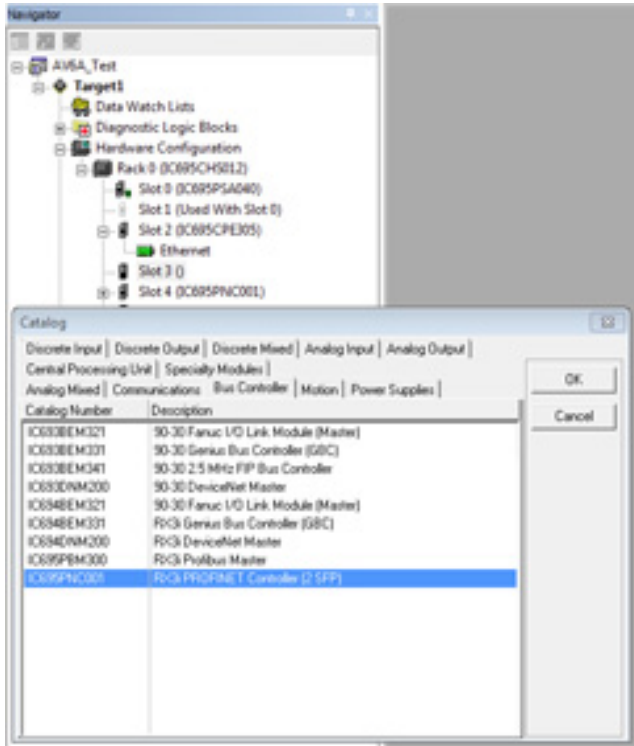 Navigator
AV6A_Test
Target1
Data Watch Lists
Diagnostic Logic Blocks
Hardware Configuration
Rack 0 (IC695CHS012)
Slot 0 (IC695PSA040)
Slot 1 (Used With Slot 0)
Slot 2 (IC695CPE305)
Ethernet
Slot 3 ()
Slot 4 (IC695PNC001)
Catalog
Discrete Input | Discrete Output | Discrete Mixed | Analog Input | Analog Output
Central Processing Unit | Specialty Modules
Analog Mixed | Communications | Bus Controller | Motion | Power Supplies
OK
Cancel
Catalog Number Description
IC693BEM321 90-30 Fanuc I/O Link Module (Master)
IC693BEM331 90-30 Genius Bus Controller (GBC)
IC693BEM341 90-30 2.5 MHz FIP Bus Controller
IC693DNM200 90-30 DeviceNet Master
IC694BEM321 90-30 Fanuc I/O Link Module (Master)
IC694BEM331 RX3i Genius Bus Controller (GBC)
IC694DNM200 RX3i DeviceNet Master
IC695PBM300 RX3i Profibus Master
IC695PNC001 RX3i PROFINET Controller (2 SFP)